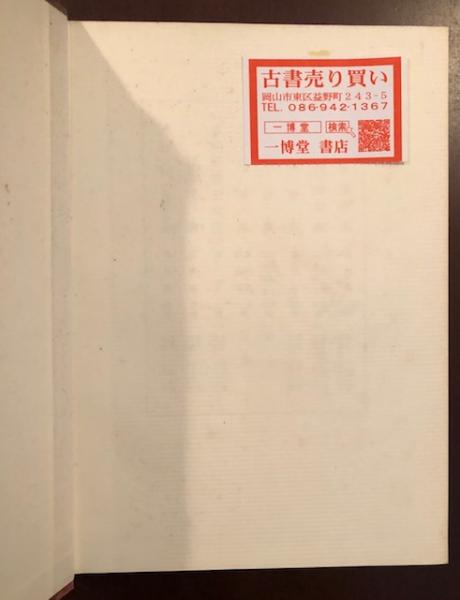 古書売り買い
岡山市東区益野町243-5
TEL. 086-942-1367
一博堂 検索
一博堂 書店